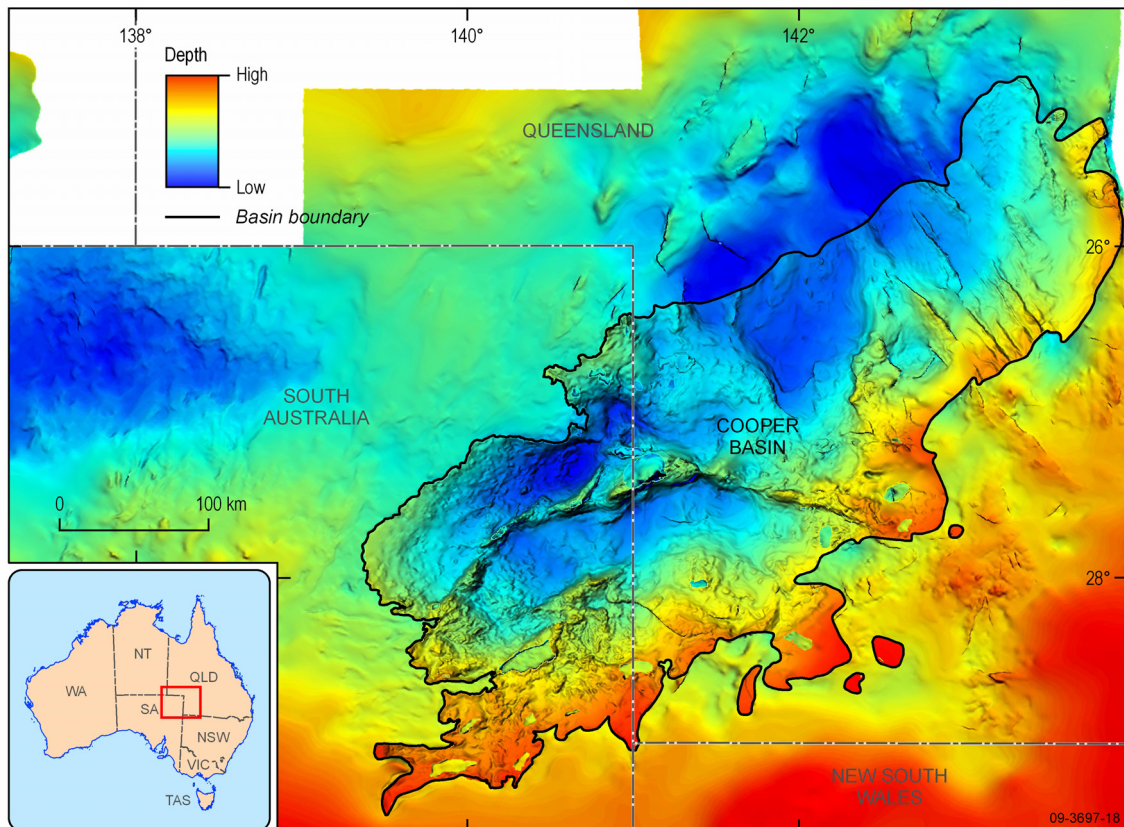 138°
140°
142°
Depth
High
Low
Basin boundary
QUEENSLAND
26°
SOUTH
AUSTRALIA
COOPER
BASIN
0
100 km
28°
NT
QLD
WA
SA
NSW
VIC
TAS
NEW SOUTH
WALES
09-3697-18